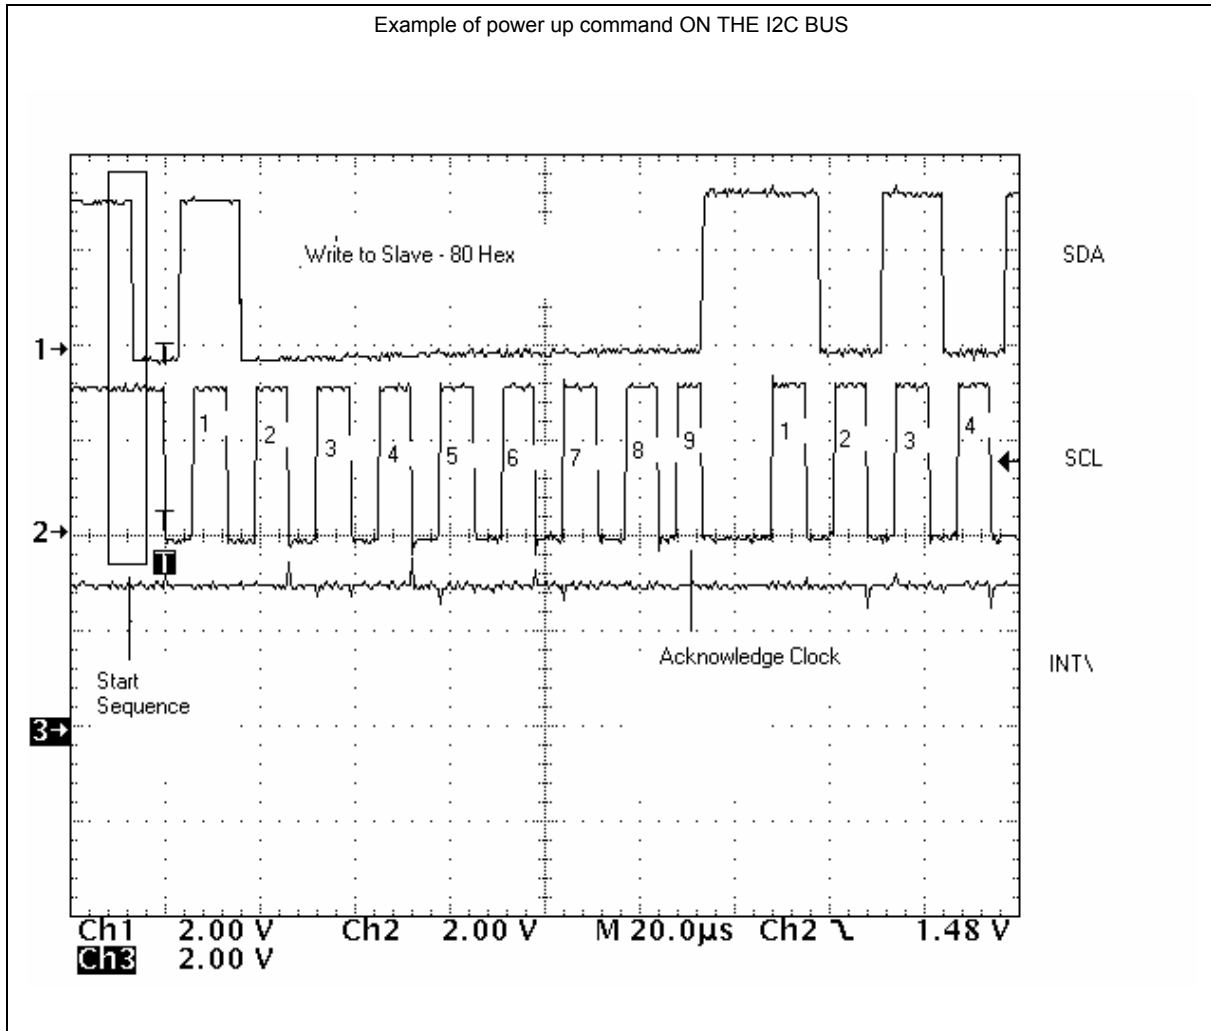 Example of power up command ON THE I2C BUS
Write to Slave - 80 Hex
SDA
1→
T
1 2 3 4 5 6 7 8 9 1 2 3 4
SCL
2→
T
T
Start
Sequence
Acknowledge Clock
INT\
3→
Ch1 2.00 V Ch2 2.00 V M 20.0µs Ch2 1.48 V
Ch3 2.00 V